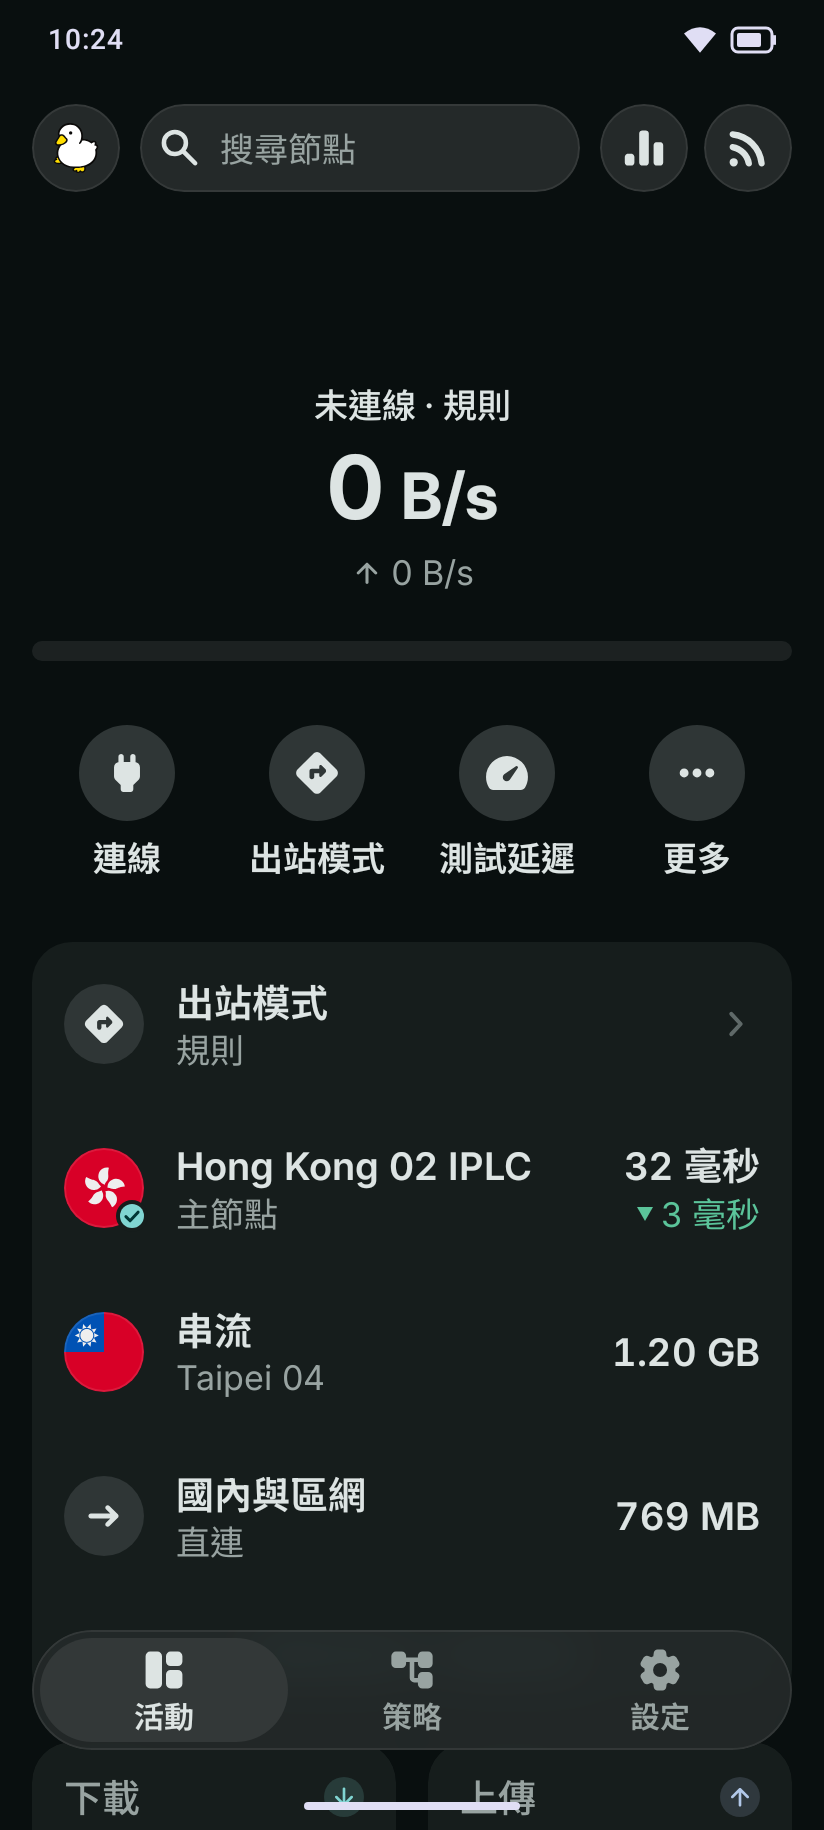 10:24
搜尋節點
未連線 · 規則
0 B/s
↑ 0 B/s
連線
出站模式
測試延遲
更多
出站模式
規則
Hong Kong 02 IPLC
32 毫秒
主節點
▼3 毫秒
串流
1.20 GB
Taipei 04
國內與區網
769 MB
直連
活動
策略
設定
下載
上傳